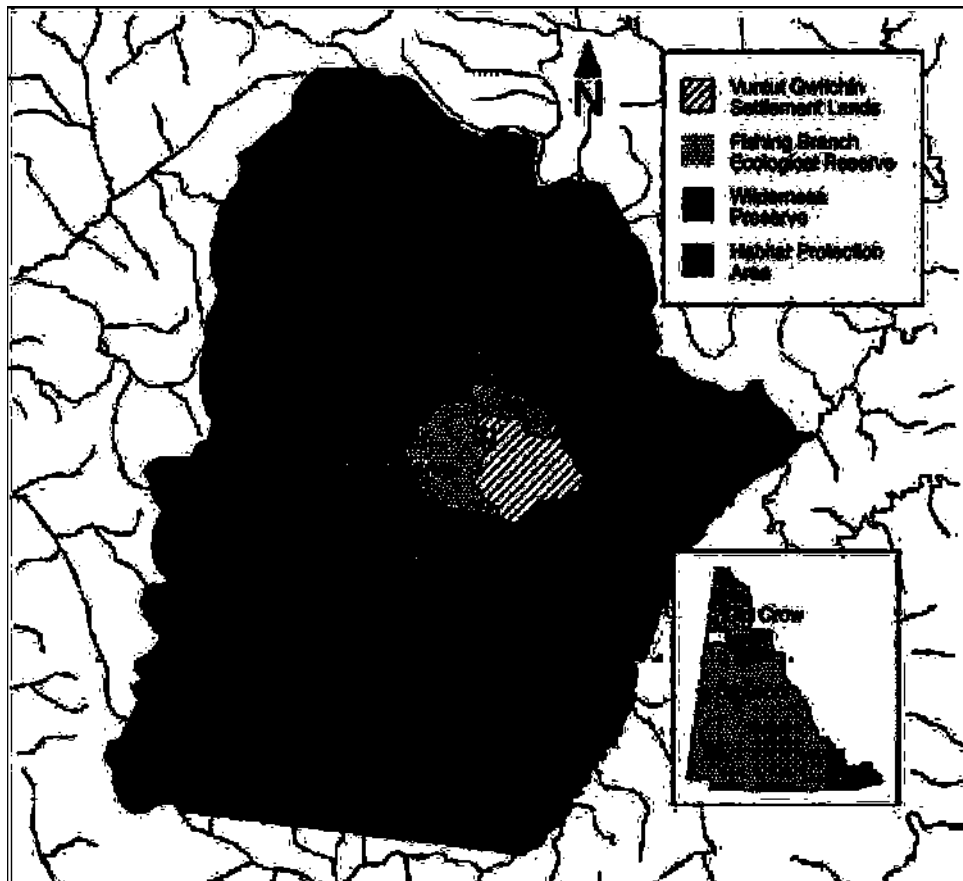 N
Vuntut Gwitchin
Settlement Lands
Fishing Branch
Ecological Reserve
Wilderness
Preserve
Habitat Protection
Area
Crow